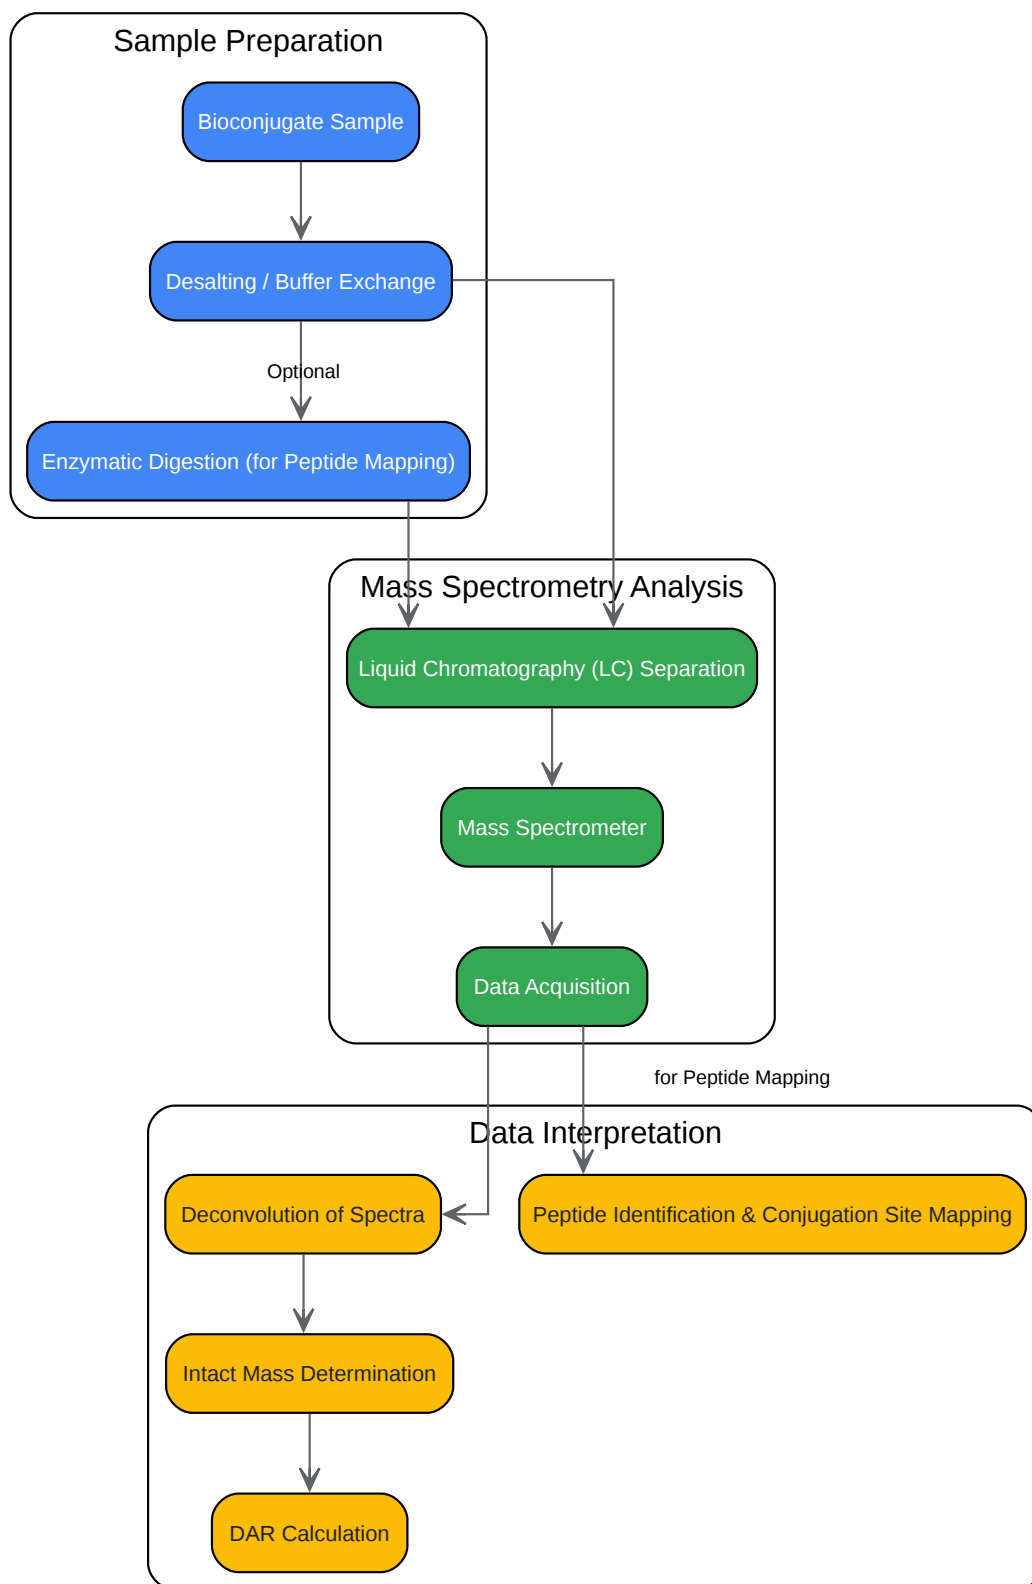 Sample Preparation
Bioconjugate Sample
Desalting / Buffer Exchange
Optional
Enzymatic Digestion (for Peptide Mapping)
Mass Spectrometry Analysis
Liquid Chromatography (LC) Separation
Mass Spectrometer
Data Acquisition
for Peptide Mapping
Data Interpretation
Deconvolution of Spectra
Peptide Identification & Conjugation Site Mapping
Intact Mass Determination
DAR Calculation